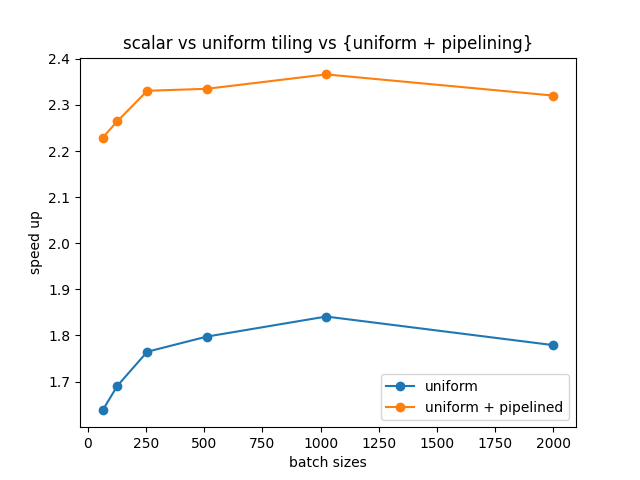 scalar vs uniform tiling vs {uniform + pipelining}
2.4
2.3
2.2
2.1
2.0
1.9
1.8
1.7
speed up
uniform
uniform + pipelined
0 250 500 750 1000 1250 1500 1750 2000
batch sizes